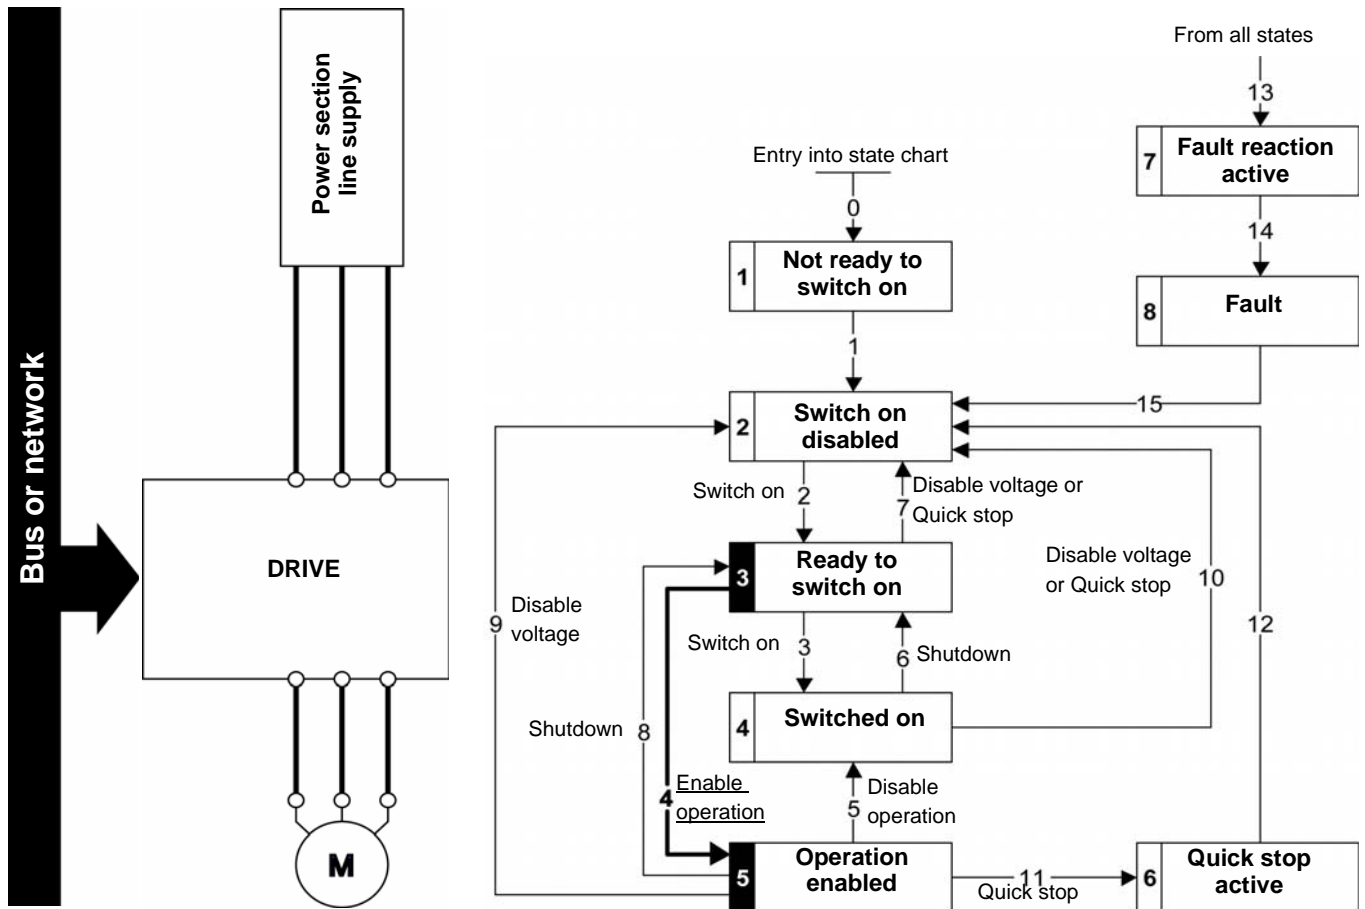 Bus or network
Power section
line supply
DRIVE
M
From all states
13
7
Fault reaction
active
14
8
Fault
15
Entry into state chart
0
1
Not ready to
switch on
1
2
Switch on
disabled
Switch on
2
7
Disable voltage or
Quick stop
3
Ready to
switch on
Disable voltage
or Quick stop
10
9
Disable
voltage
12
Switch on
3
6
Shutdown
4
Switched on
Shutdown
8
4
Enable
operation
5
Disable
operation
5
Operation
enabled
11
Quick stop
6
Quick stop
active